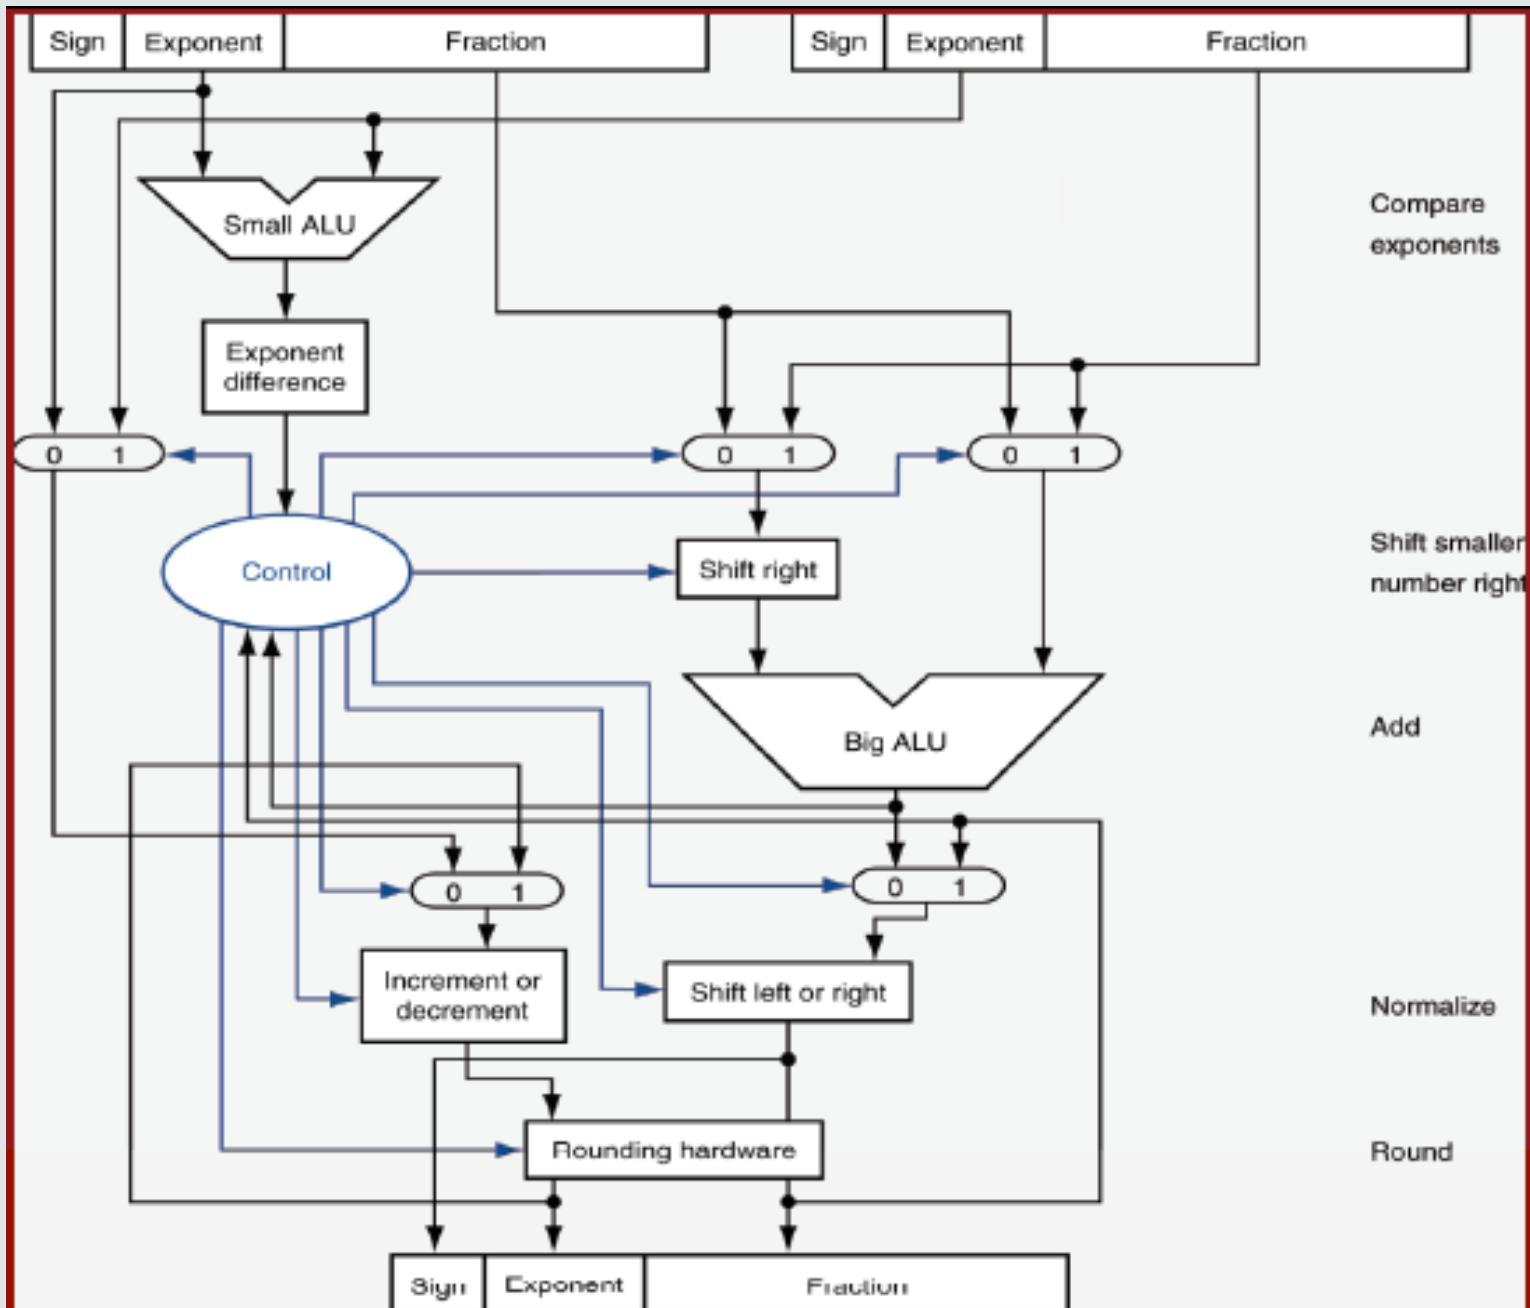 Sign Exponent Fraction Sign Exponent Fraction
Small ALU
Compare
exponents
Exponent
difference
0 1
0 1
0 1
Control
Shift right
Shift smaller
number right
Big ALU
Add
0 1
0 1
Increment or
decrement
Shift left or right
Normalize
Rounding hardware
Round
Sign Exponent Fraction